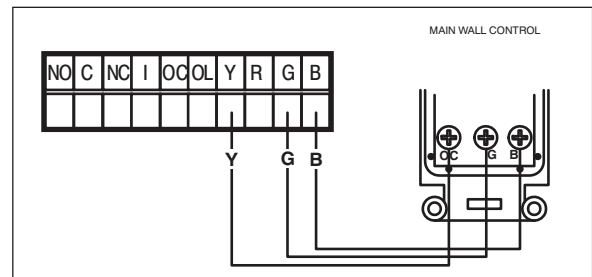 MAIN WALL CONTROL
NO C NC I OC OL Y R G B
OC G B
Y G B